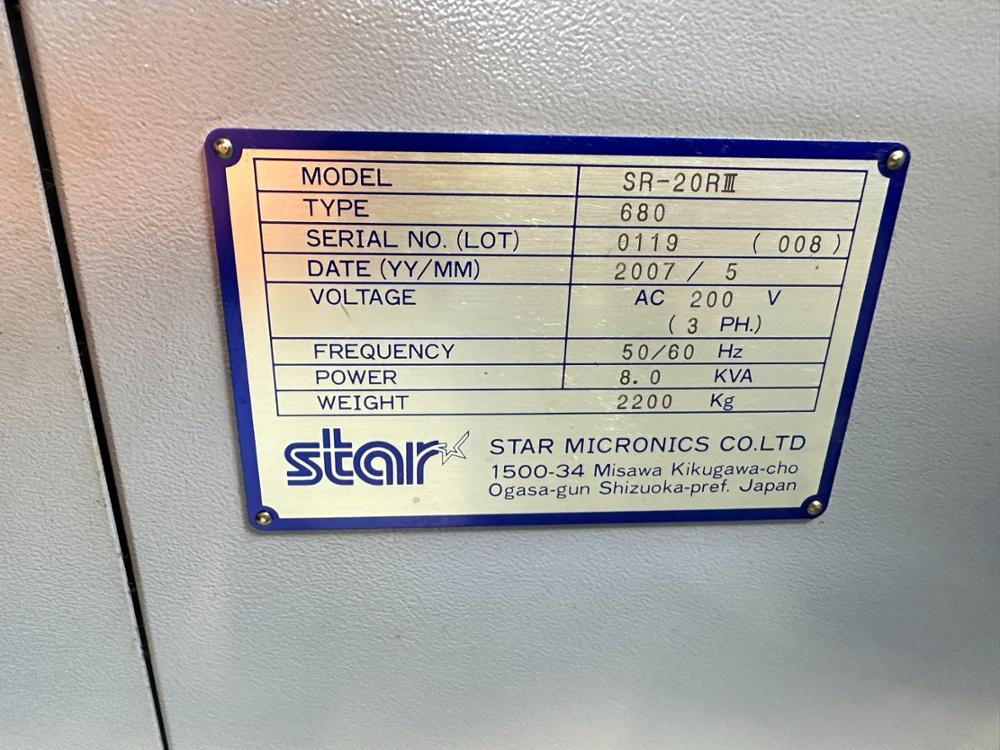 MODEL SR-20RⅢ
TYPE 680
SERIAL NO. (LOT) 0119 ( 008 )
DATE (YY/MM) 2007 / 5
VOLTAGE AC 200 V
( 3 PH.)
FREQUENCY 50/60 Hz
POWER 8.0 KVA
WEIGHT 2200 Kg
star STAR MICRONICS CO.LTD
1500-34 Misawa Kikugawa-cho
Ogasa-gun Shizuoka-pref. Japan